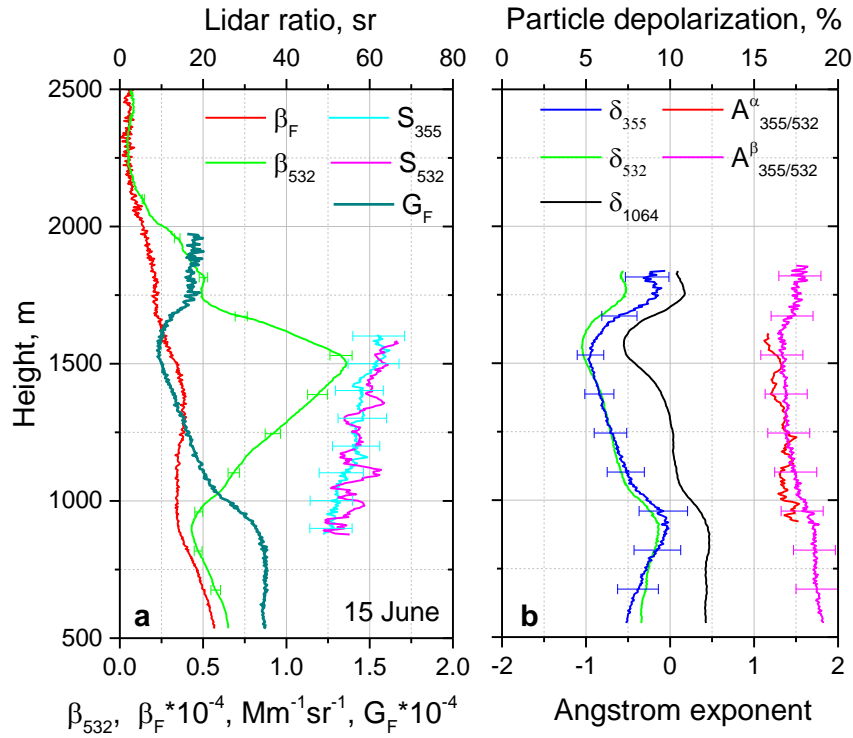 Lidar ratio, sr
Particle depolarization, %
0 20 40 60 80
0 5 10 15 20
2500
2000
1500
1000
500
Height, m
β_F
S_355
β_532
S_532
G_F
δ_355
A^α_355/532
δ_532
A^β_355/532
δ_1064
a
15 June
b
0.0 0.5 1.0 1.5 2.0
-2 -1 0 1 2
β_532, β_F*10^-4, Mm^-1sr^-1, G_F*10^-4
Angstrom exponent